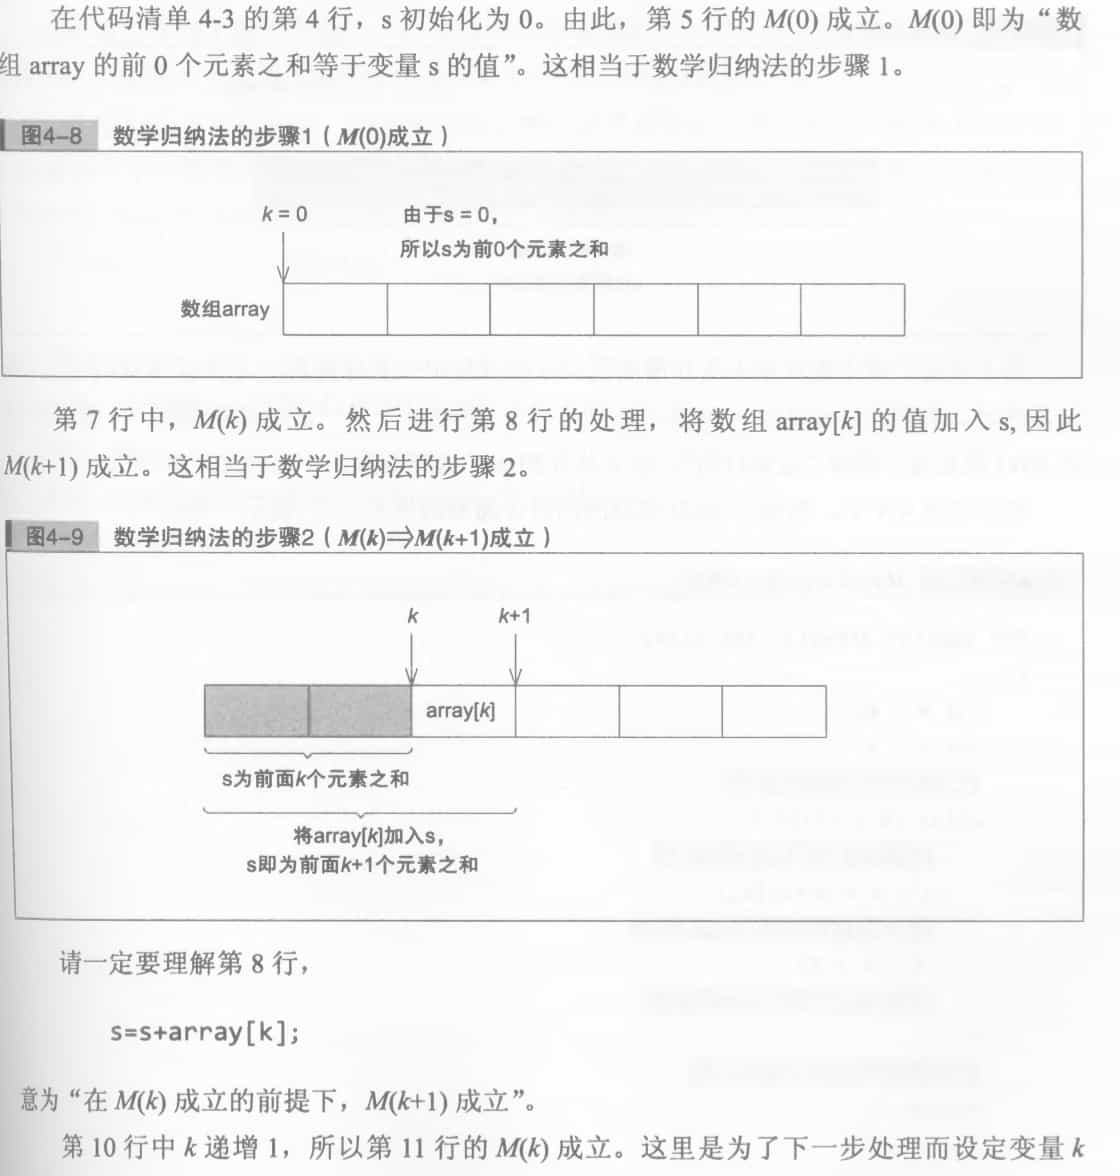 在代码清单 4-3 的第 4 行，s 初始化为 0。由此，第 5 行的 M(0) 成立。M(0) 即为“数
组 array 的前 0 个元素之和等于变量 s 的值”。这相当于数学归纳法的步骤 1。
图4-8 数学归纳法的步骤1（M(0)成立）
k = 0
由于s = 0，
所以s为前0个元素之和
数组array
第 7 行中，M(k) 成立。然后进行第 8 行的处理，将数组 array[k] 的值加入 s, 因此
M(k+1) 成立。这相当于数学归纳法的步骤 2。
图4-9 数学归纳法的步骤2（M(k)⇒M(k+1)成立）
k k+1
array[k]
s为前面k个元素之和
将array[k]加入s，
s即为前面k+1个元素之和
请一定要理解第 8 行，
s=s+array[k];
意为“在 M(k) 成立的前提下，M(k+1) 成立”。
第 10 行中 k 递增 1，所以第 11 行的 M(k) 成立。这里是为了下一步处理而设定变量 k